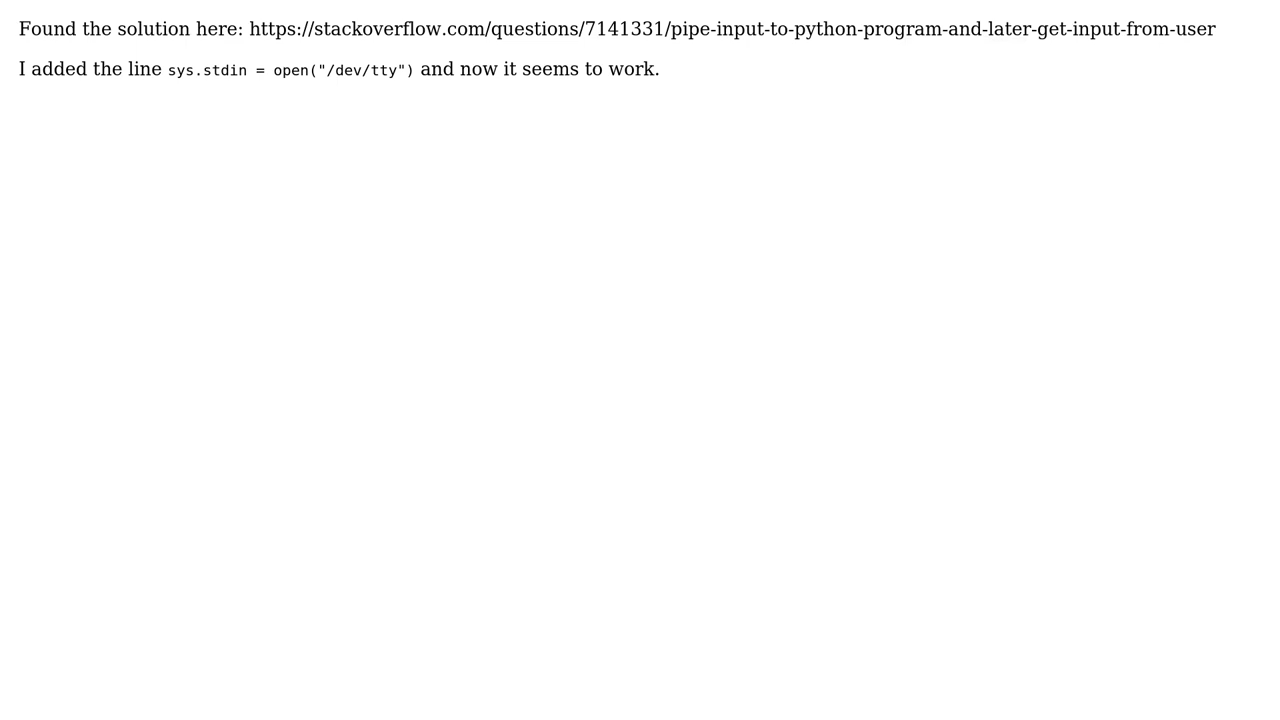 Found the solution here: https://stackoverflow.com/questions/7141331/pipe-input-to-python-program-and-later-get-input-from-user
I added the line sys.stdin = open("/dev/tty") and now it seems to work.